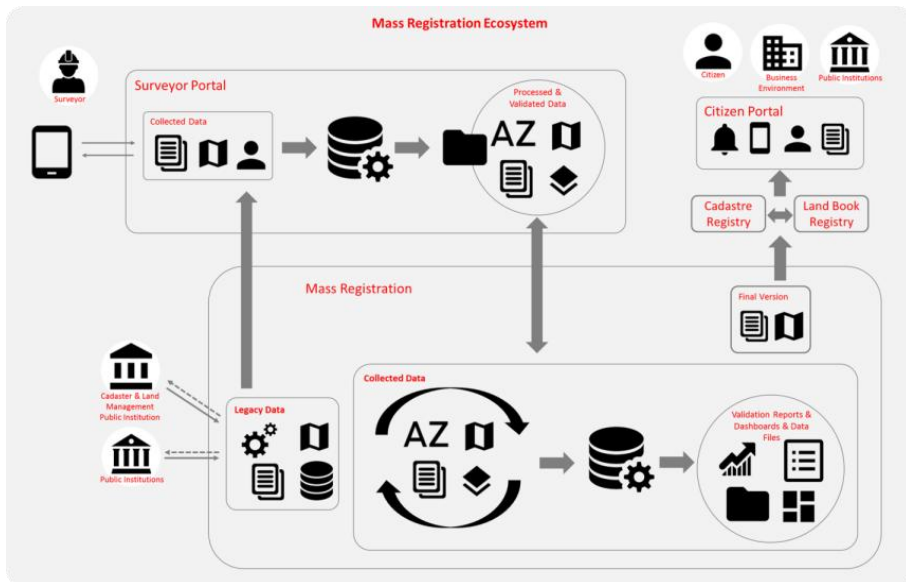 Mass Registration Ecosystem
Surveyor
Surveyor Portal
Collected Data
Processed &
Validated Data
AZ
Citizen
Business
Environment
Public Institutions
Citizen Portal
Cadastre
Registry
Land Book
Registry
Final Version
Mass Registration
Cadaster & Land
Management
Public Institution
Public Institutions
Legacy Data
Collected Data
AZ
Validation Reports &
Dashboards & Data
Files